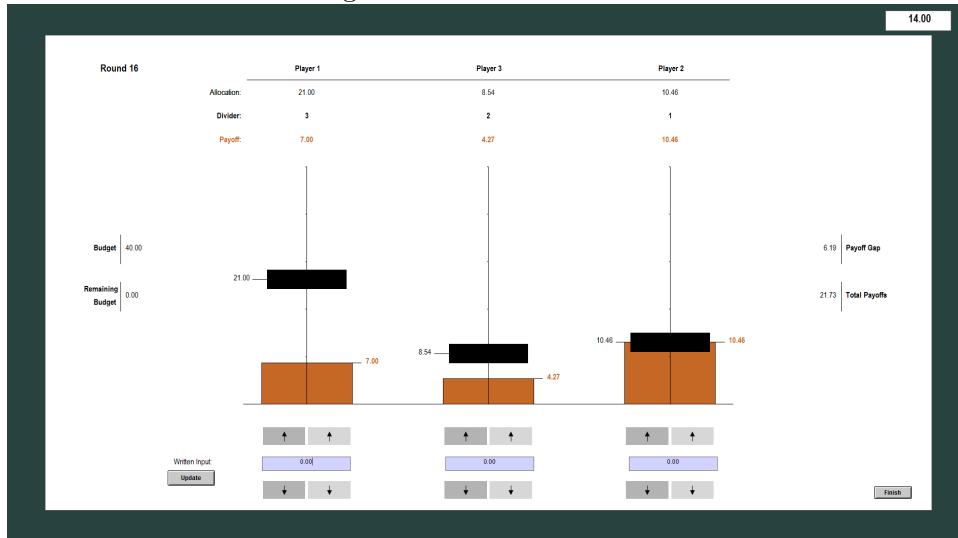 14.00
Round 16 Player 1 Player 3 Player 2
Allocation: 21.00 8.54 10.46
Divider: 3 2 1
Payoff: 7.00 4.27 10.46
Budget 40.00
6.19 Payoff Gap
21.00
Remaining Budget 0.00
21.73 Total Payoffs
10.46 10.46
8.54
7.00
4.27
Written Input: 0.00 0.00 0.00
Update
Finish